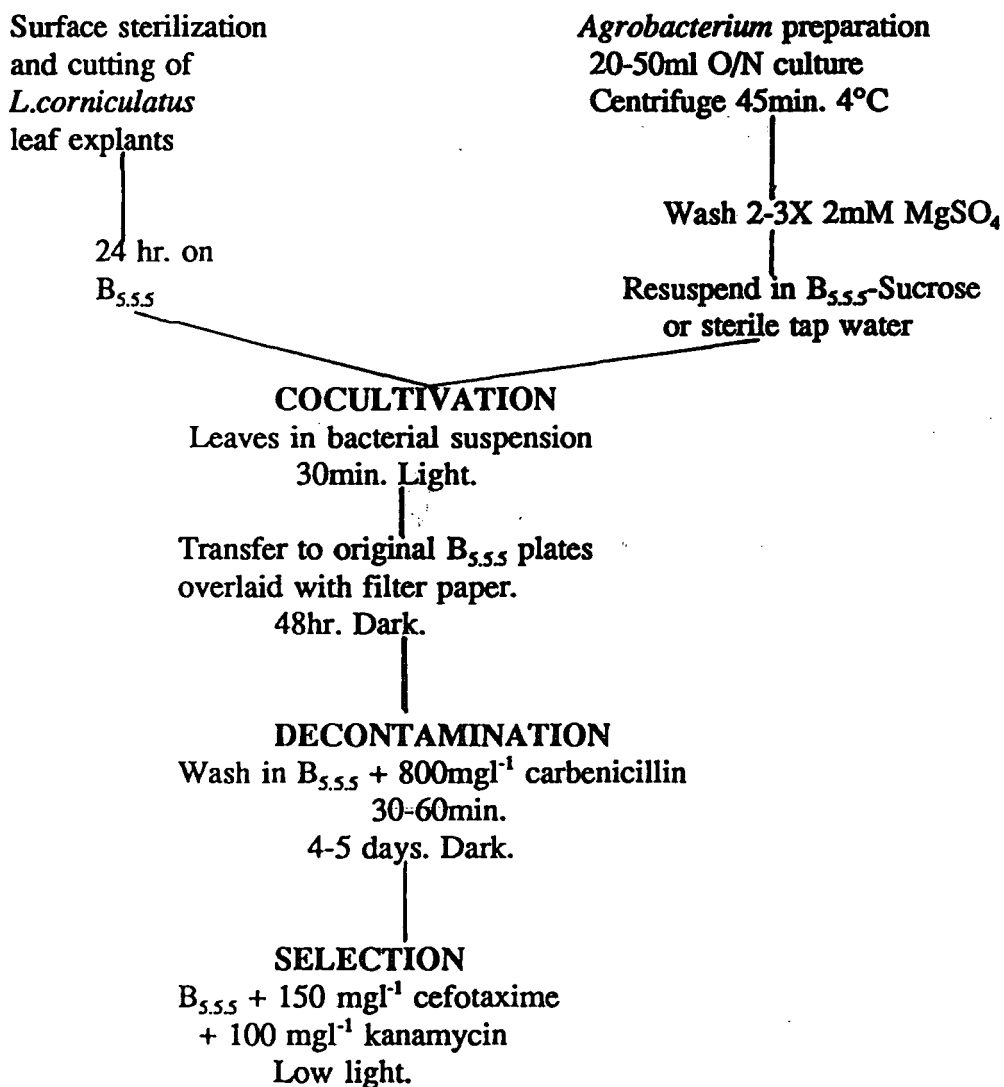 Surface sterilization
and cutting of
L.corniculatus
leaf explants
24 hr. on
B5.5.5
Agrobacterium preparation
20-50ml O/N culture
Centrifuge 45min. 4°C
Wash 2-3X 2mM MgSO4
Resuspend in B5.5.5-Sucrose
or sterile tap water
COCULTIVATION
Leaves in bacterial suspension
30min. Light.
Transfer to original B5.5.5 plates
overlaid with filter paper.
48hr. Dark.
DECONTAMINATION
Wash in B5.5.5 + 800mgl-1 carbenicillin
30-60min.
4-5 days. Dark.
SELECTION
B5.5.5 + 150 mgl-1 cefotaxime
+ 100 mgl-1 kanamycin
Low light.